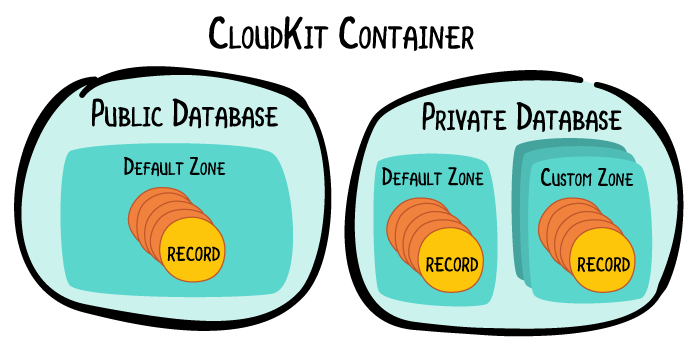 CloudKit Container
Public Database
Default Zone
RECORD
Private Database
Default Zone
RECORD
Custom Zone
RECORD